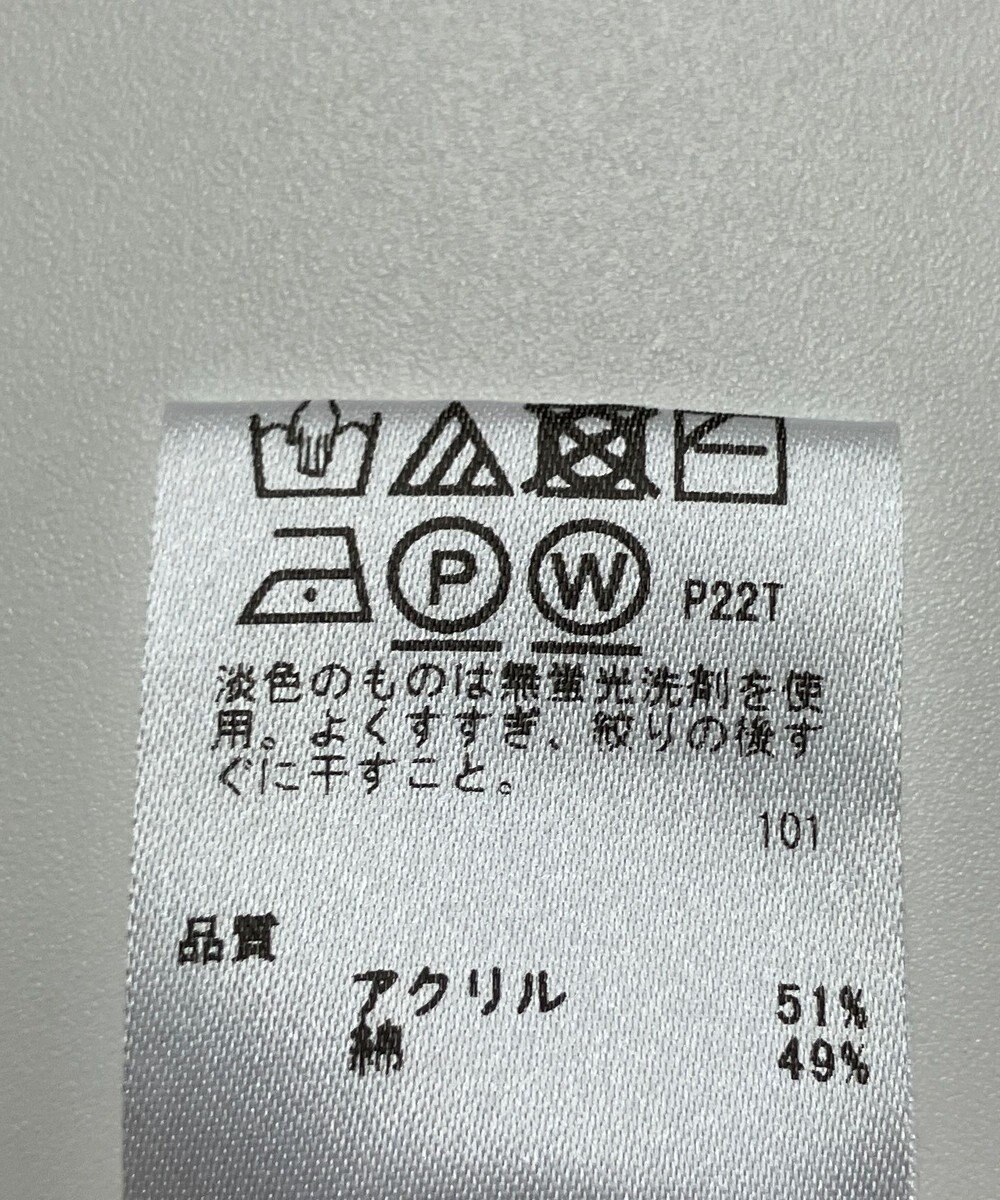 P W P22T
淡色のものは無蛍光洗剤を使
用。よくすすぎ、絞りの後す
ぐに干すこと。
101
品質
アクリル 51%
綿 49%